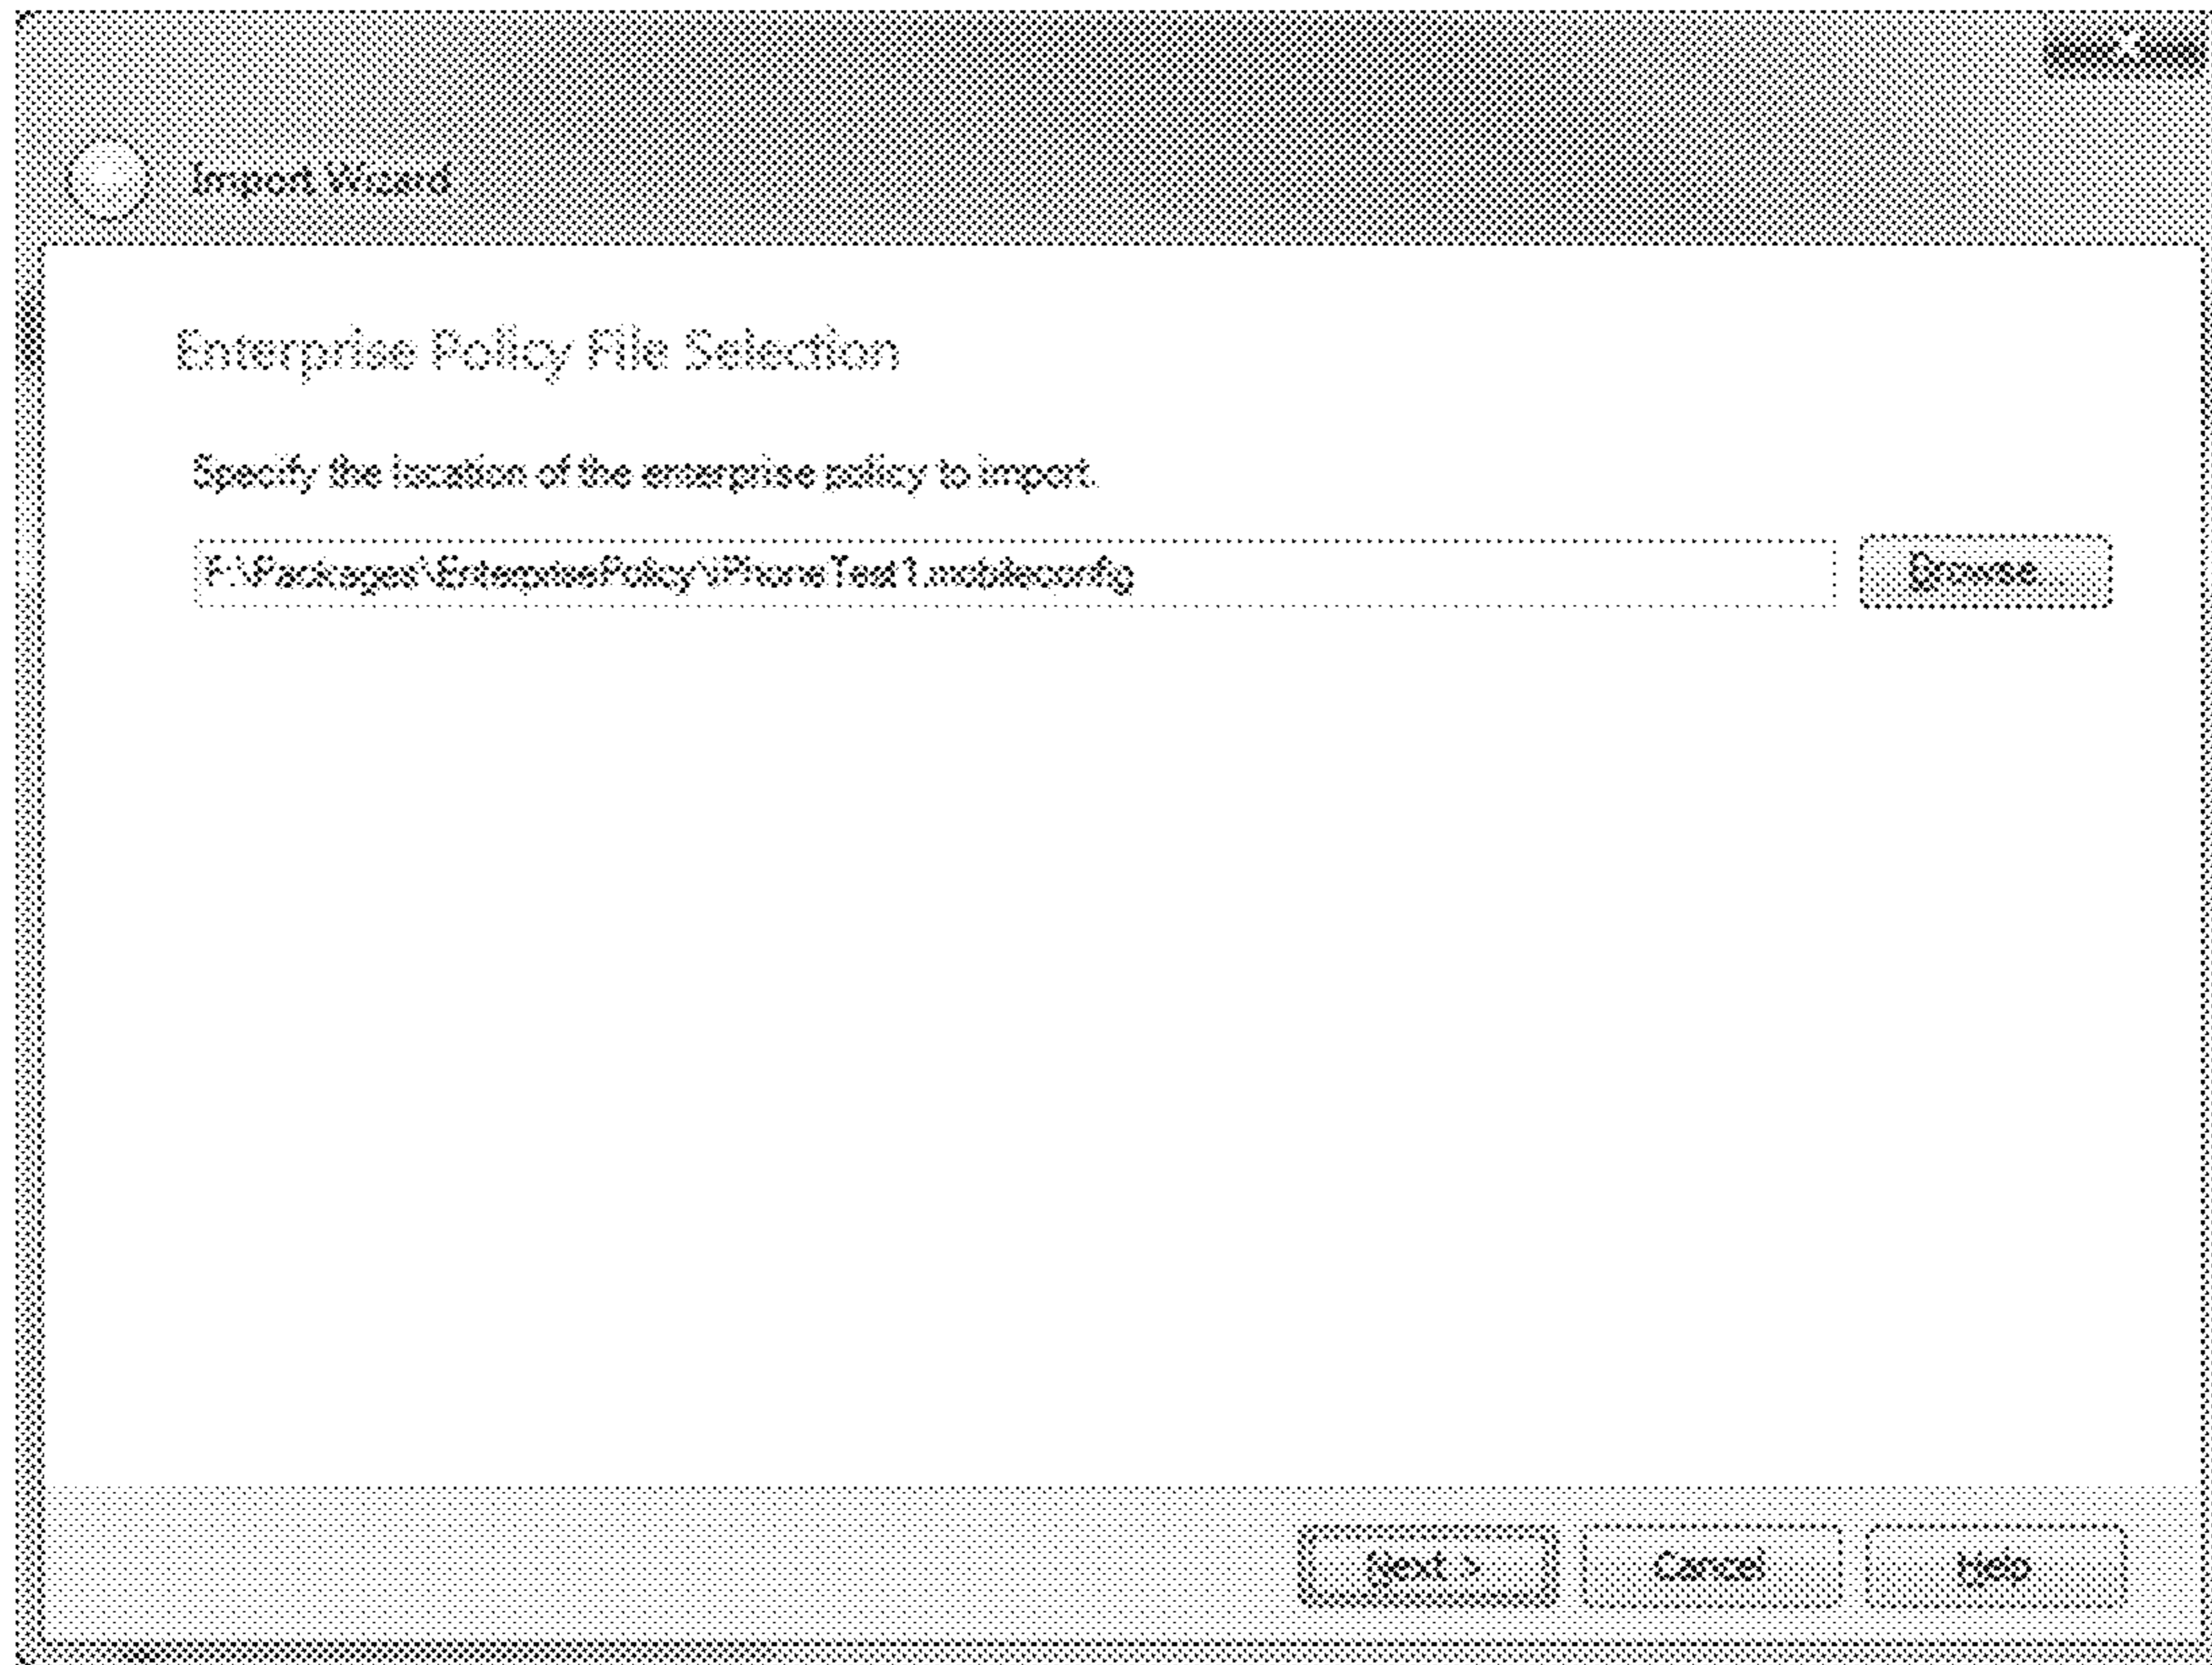 Import Wizard
Enterprise Policy File Selection
Specify the location of the enterprise policy to import.
F:\Packages\EnterprisePolicy\iPhoneTest1.mobileconfig
Browse...
Next >
Cancel
Help